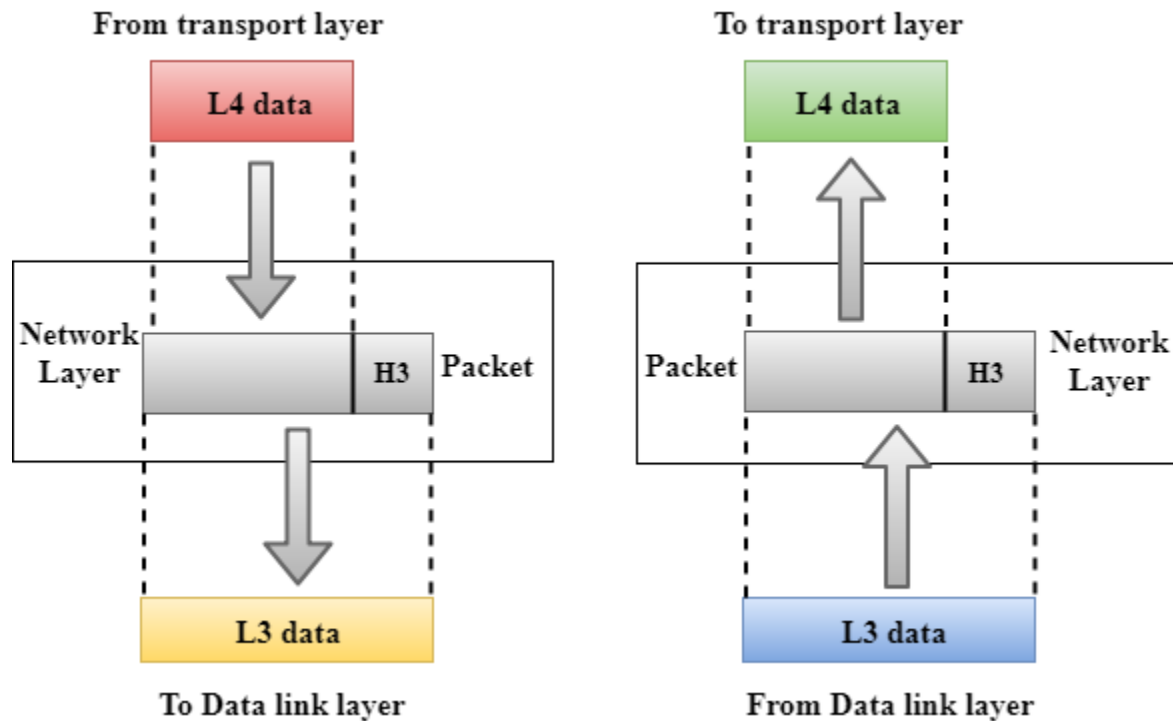 From transport layer
L4 data
Network
Layer
H3
Packet
L3 data
To Data link layer
To transport layer
L4 data
Packet
H3
Network
Layer
L3 data
From Data link layer